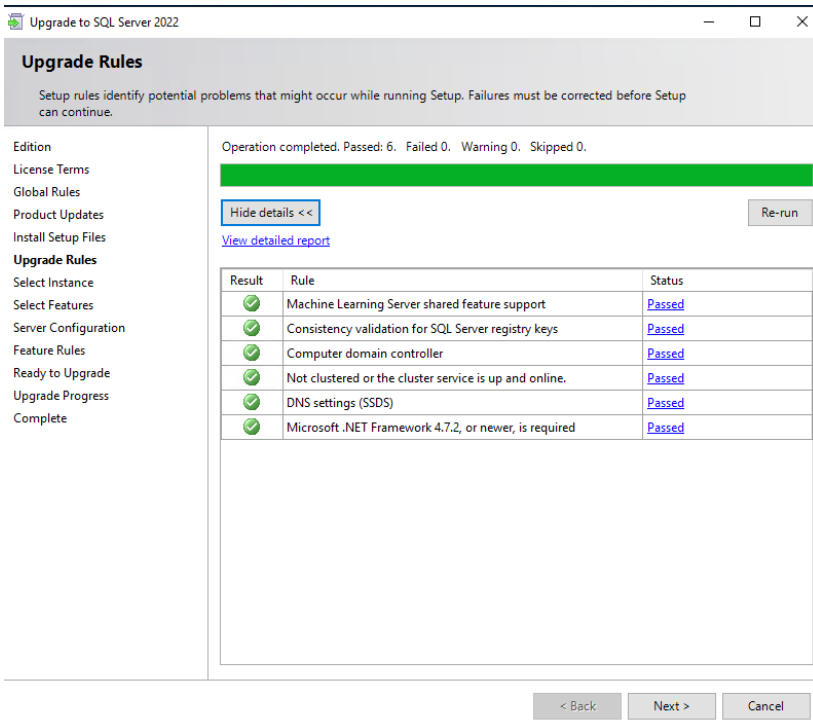 Upgrade to SQL Server 2022
Upgrade Rules
Setup rules identify potential problems that might occur while running Setup. Failures must be corrected before Setup
can continue.
Edition
License Terms
Global Rules
Product Updates
Install Setup Files
Upgrade Rules
Select Instance
Select Features
Server Configuration
Feature Rules
Ready to Upgrade
Upgrade Progress
Complete
Operation completed. Passed: 6. Failed 0. Warning 0. Skipped 0.
Hide details << Re-run
View detailed report
Result Rule Status
Machine Learning Server shared feature support Passed
Consistency validation for SQL Server registry keys Passed
Computer domain controller Passed
Not clustered or the cluster service is up and online. Passed
DNS settings (SSDS) Passed
Microsoft .NET Framework 4.7.2, or newer, is required Passed
< Back Next > Cancel